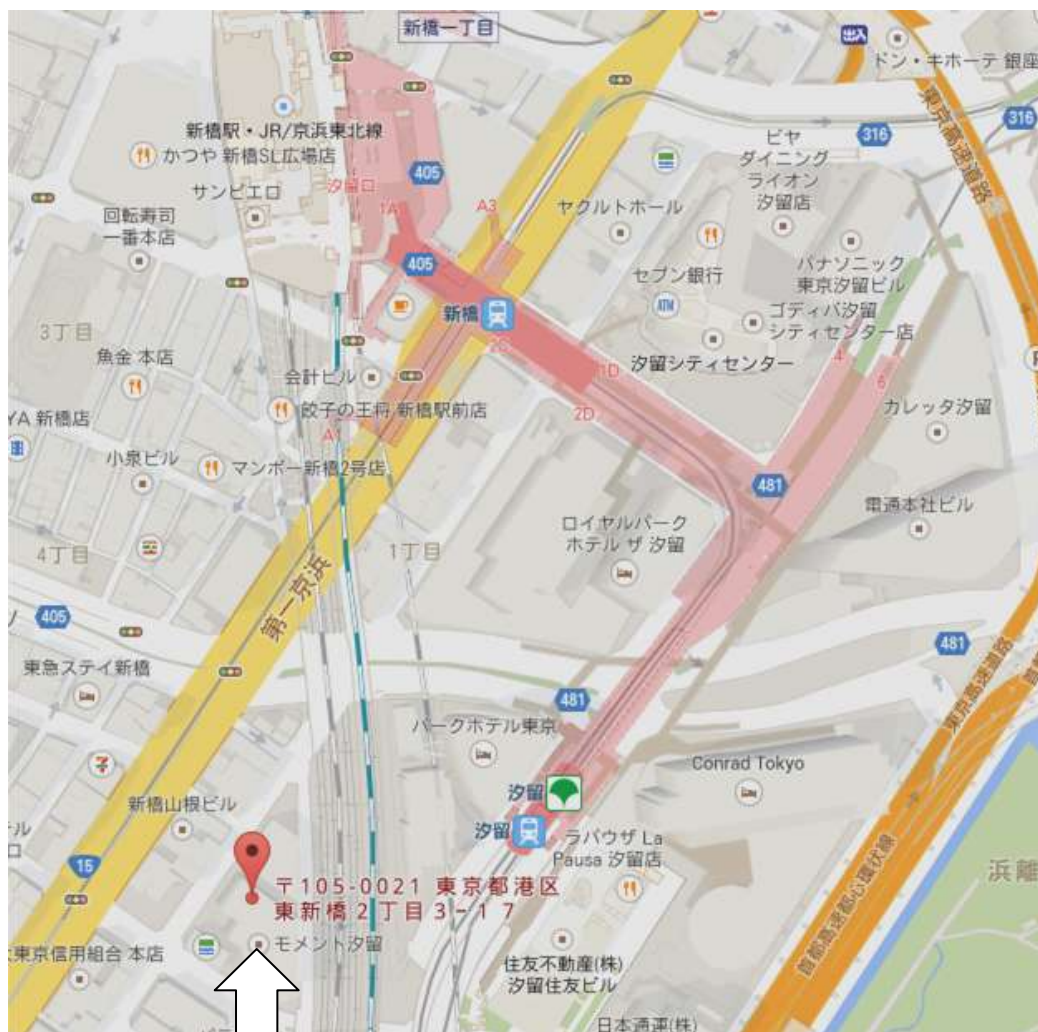 新橋一丁目
出入
ドン・キホーテ 銀座
新橋駅・JR/京浜東北線
かつや 新橋SL広場店
316
316
東京高速道路
ビヤ
ダイニング
ライオン
汐留店
405
汐留口
サンピエロ
1A
A3
ヤクルトホール
回転寿司
一番本店
405
セブン銀行
ATM
パナソニック
東京汐留ビル
3丁目
新橋
ゴディバ汐留
シティセンター店
魚金 本店
2C
1D
汐留シティセンター
4
6
会計ビル
餃子の王将 新橋駅前店
2D
カレッタ汐留
YA 新橋店
A1
小泉ビル
マンボー新橋2号店
481
電通本社ビル
ロイヤルパーク
ホテル ザ 汐留
4丁目
1丁目
第一京浜
405
481
東急ステイ新橋
481
東京高速道路
パークホテル東京
Conrad Tokyo
汐留
新橋山根ビル
汐留
ラパウザ La
Pausa 汐留店
15
〒105-0021 東京都港区
東新橋2丁目3-17
首都高速都心環状線
浜離
モメント汐留
大東京信用組合 本店
住友不動産(株)
汐留住友ビル
日本通運(株)